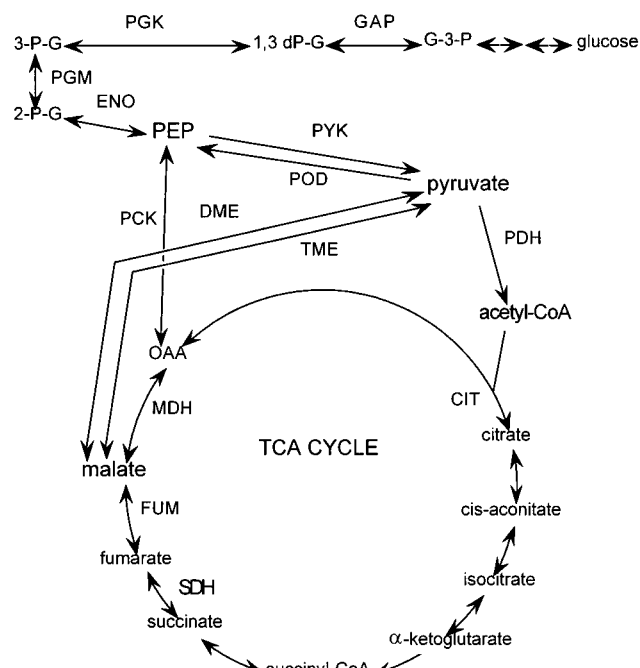 PGK
GAP
3-P-G
1,3 dP-G
G-3-P
glucose
PGM
2-P-G
ENO
PEP
PYK
POD
pyruvate
PCK
DME
TME
PDH
acetyl-CoA
OAA
MDH
CIT
TCA CYCLE
citrate
malate
cis-aconitate
FUM
fumarate
isocitrate
SDH
succinate
α-ketoglutarate
succinyl-CoA